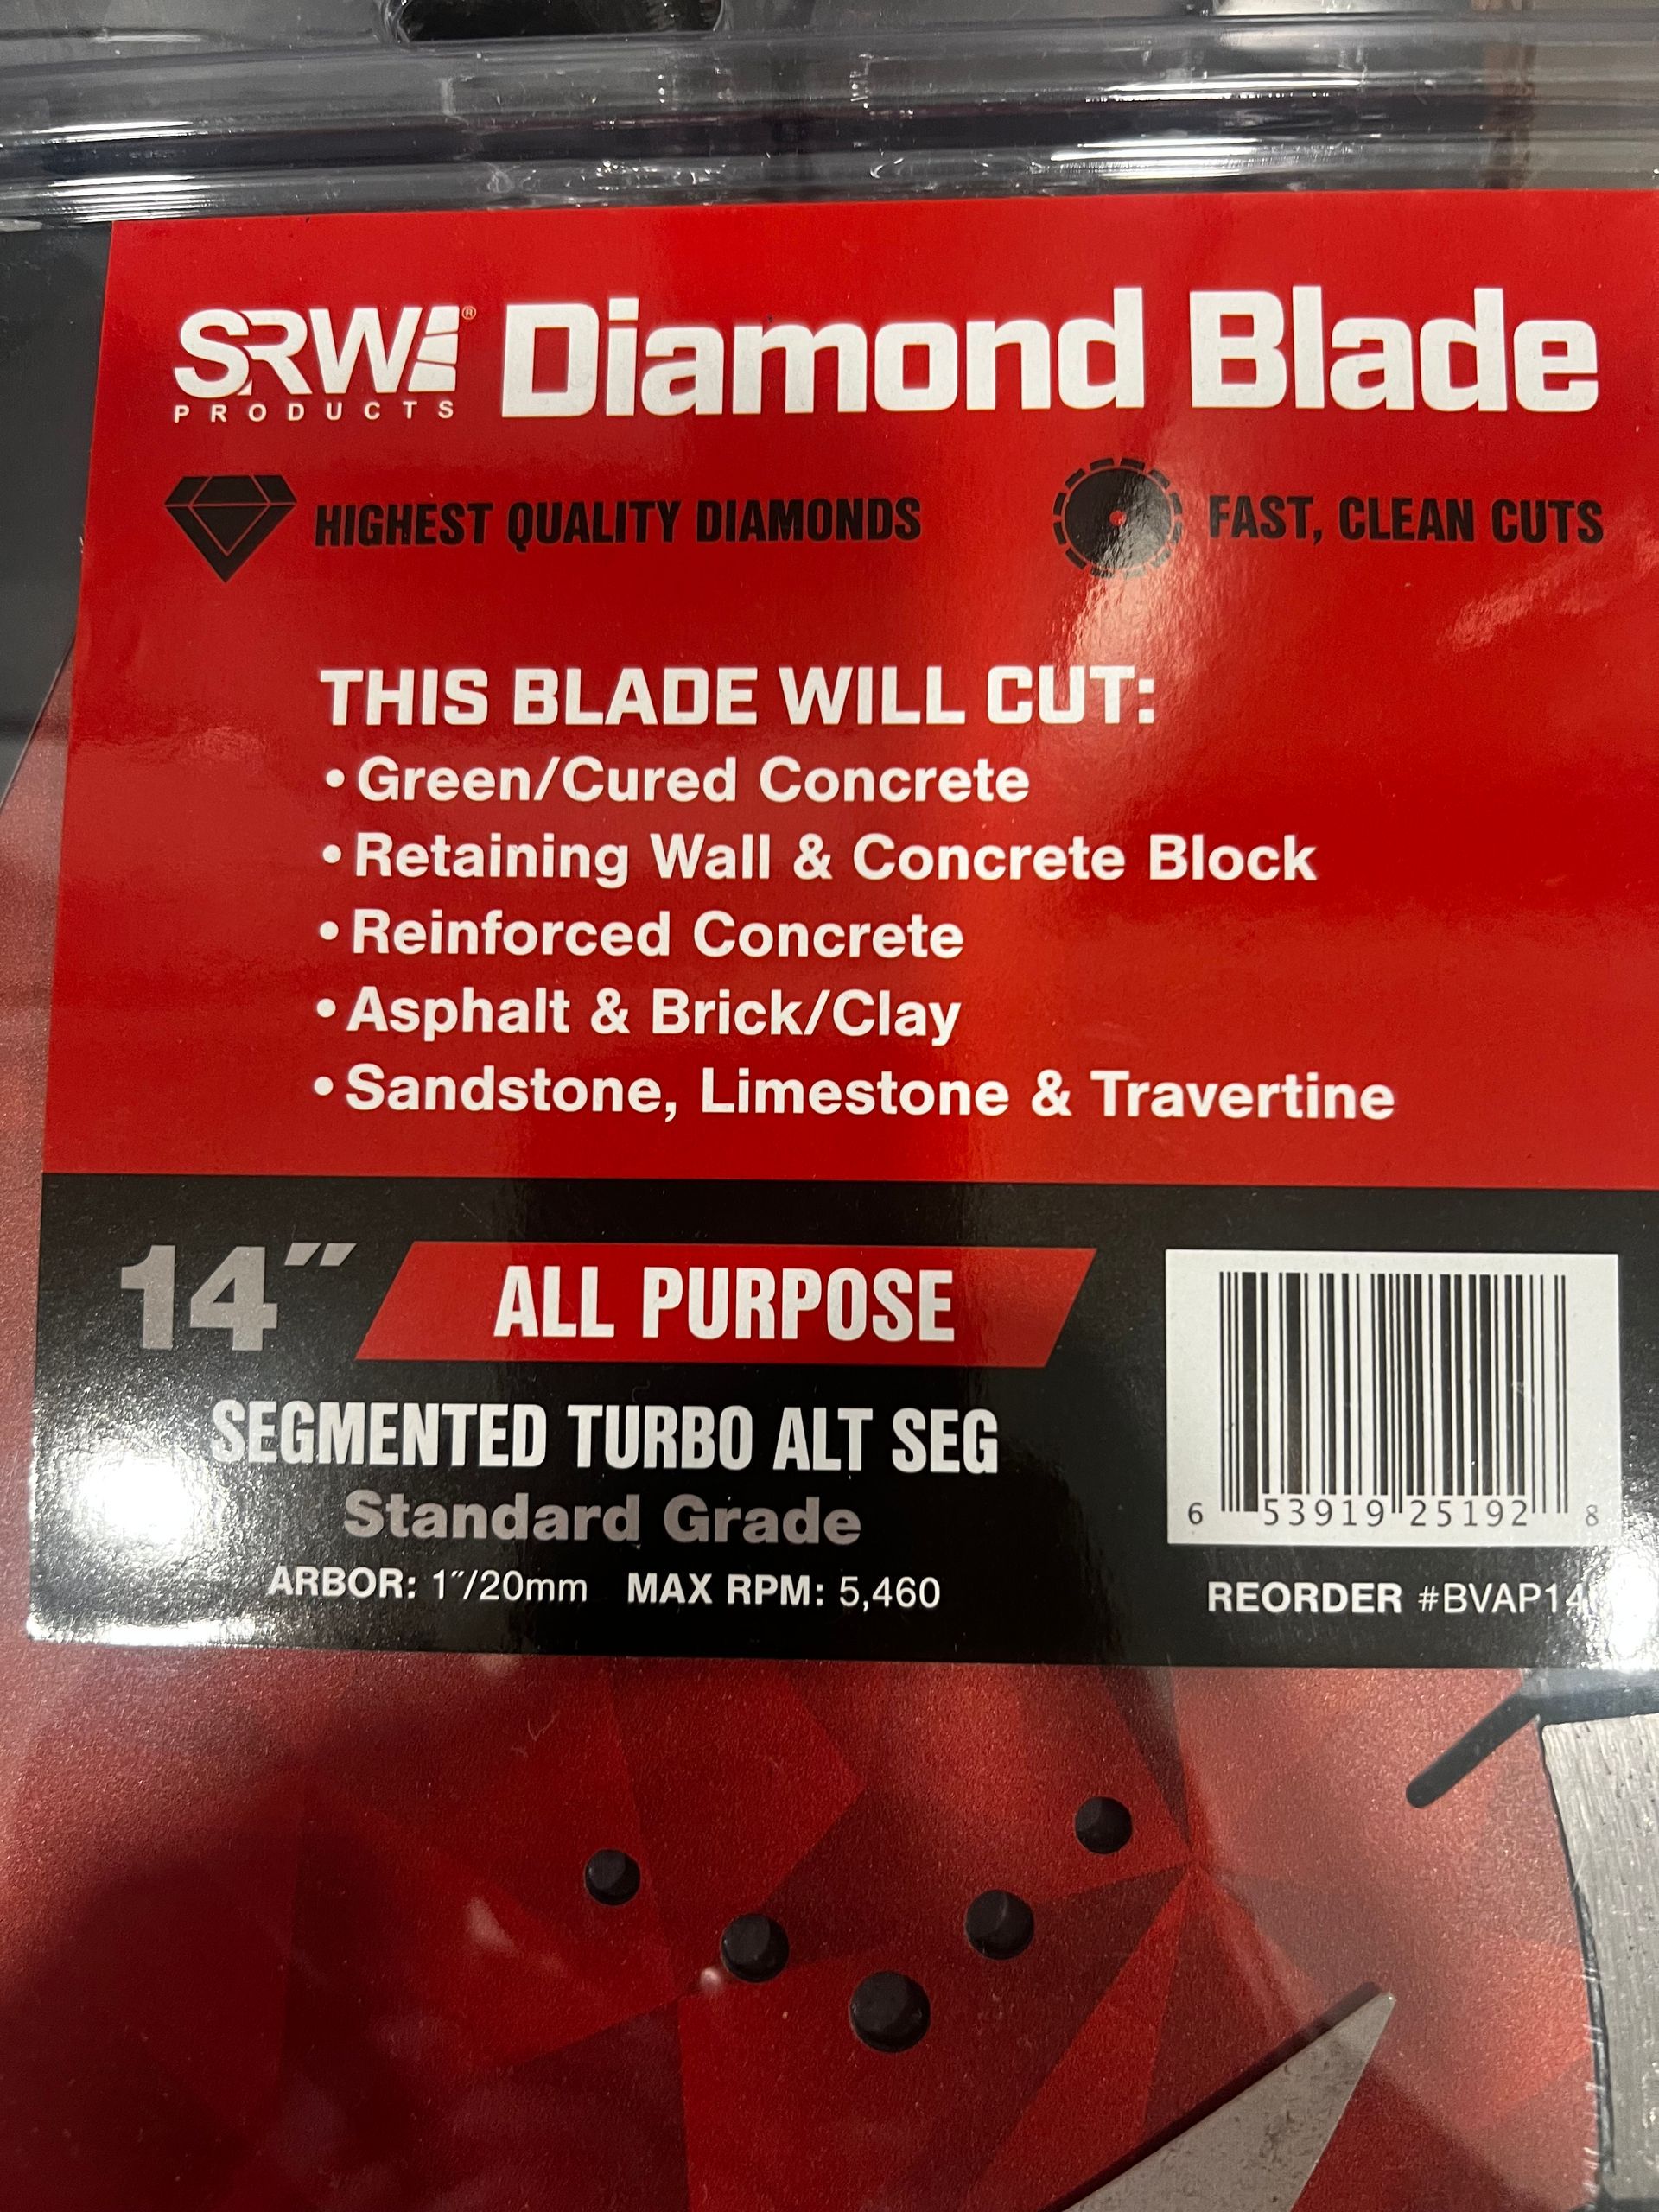 SRW® Diamond Blade
PRODUCTS
HIGHEST QUALITY DIAMONDS FAST, CLEAN CUTS
THIS BLADE WILL CUT:
• Green/Cured Concrete
• Retaining Wall & Concrete Block
• Reinforced Concrete
• Asphalt & Brick/Clay
• Sandstone, Limestone & Travertine
14" ALL PURPOSE
SEGMENTED TURBO ALT SEG
Standard Grade
ARBOR: 1"/20mm MAX RPM: 5,460
6 53919 25192 8
REORDER